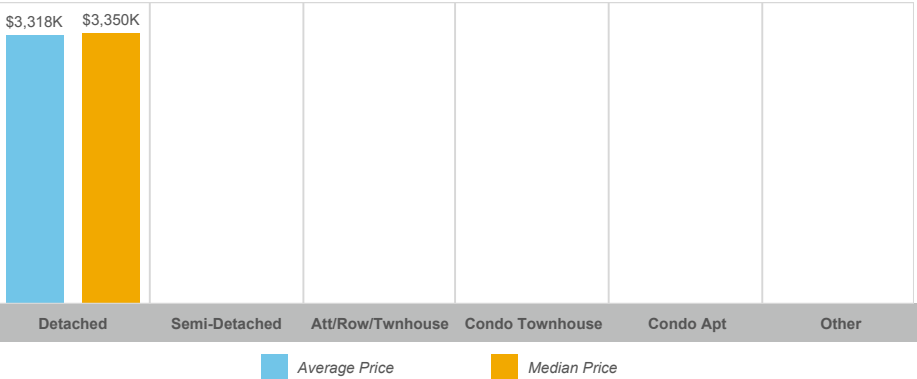 $3,318K $3,350K
Detached Semi-Detached Att/Row/Twnhouse Condo Townhouse Condo Apt Other
Average Price Median Price